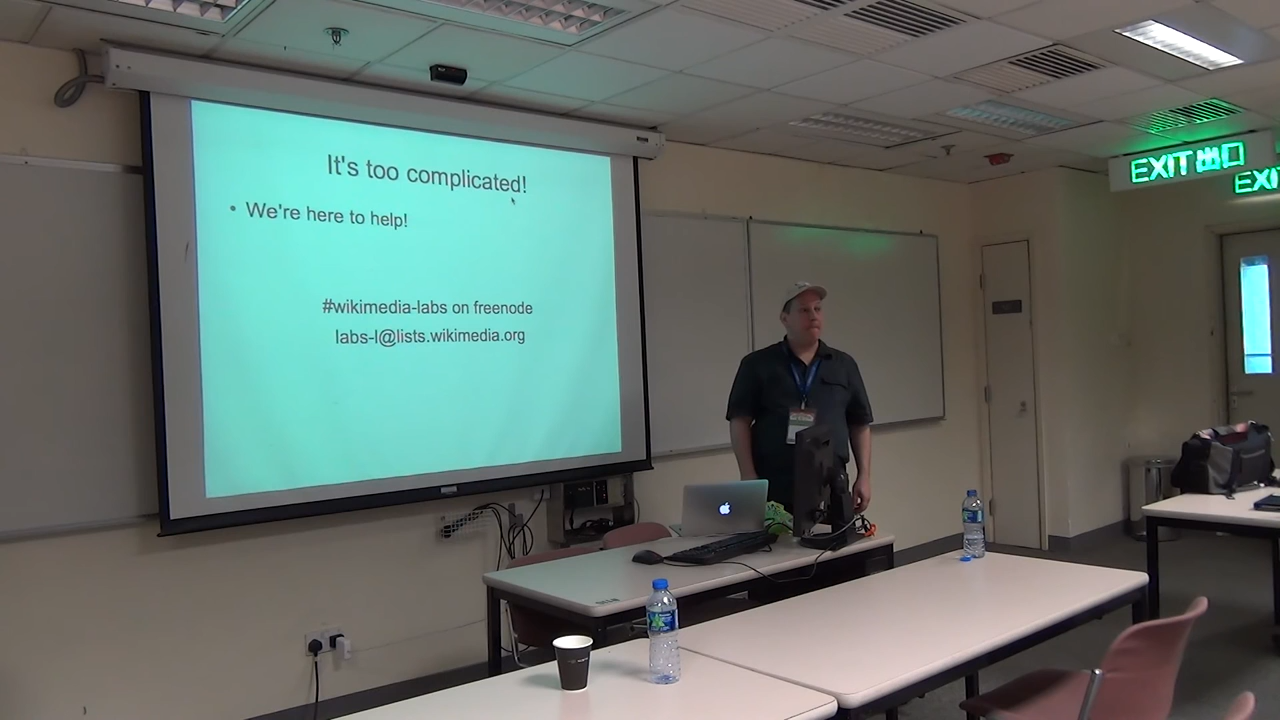 It's too complicated!
• We're here to help!
#wikimedia-labs on freenode
labs-l@lists.wikimedia.org
EXIT 出口
EXIT